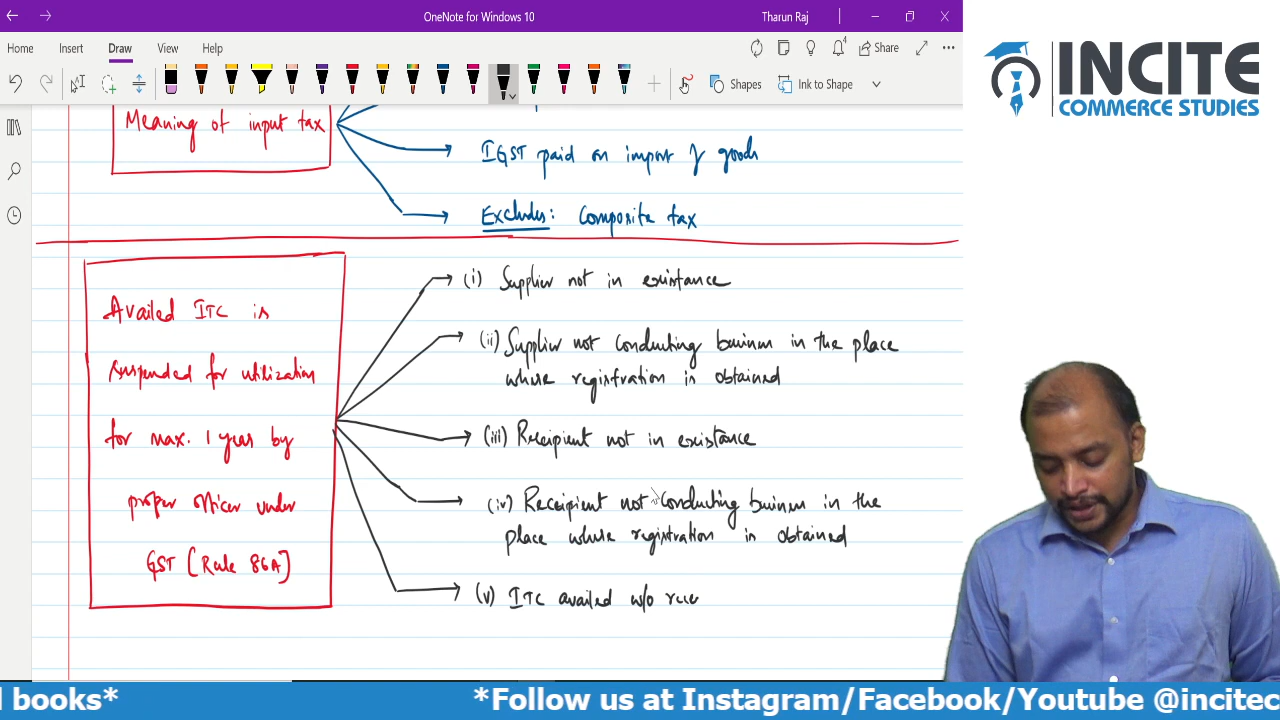 OneNote for Windows 10
Tharun Raj
Home Insert Draw View Help
Share
Shapes
Ink to Shape
INCITE
COMMERCE STUDIES
Meaning of input tax
IGST paid on import of goods
Excludes: Composite tax
Availed ITC is
suspended for utilization
for max. 1 year by
proper officer under
GST [Rule 86A]
(i) Supplier not in existance
(ii) Supplier not conducting business in the place
where registration is obtained
(iii) Recipient not in existance
(iv) Receipient not conducting business in the
place where registration is obtained
(v) ITC availed w/o rece
d books*
*Follow us at Instagram/Facebook/Youtube @incitec